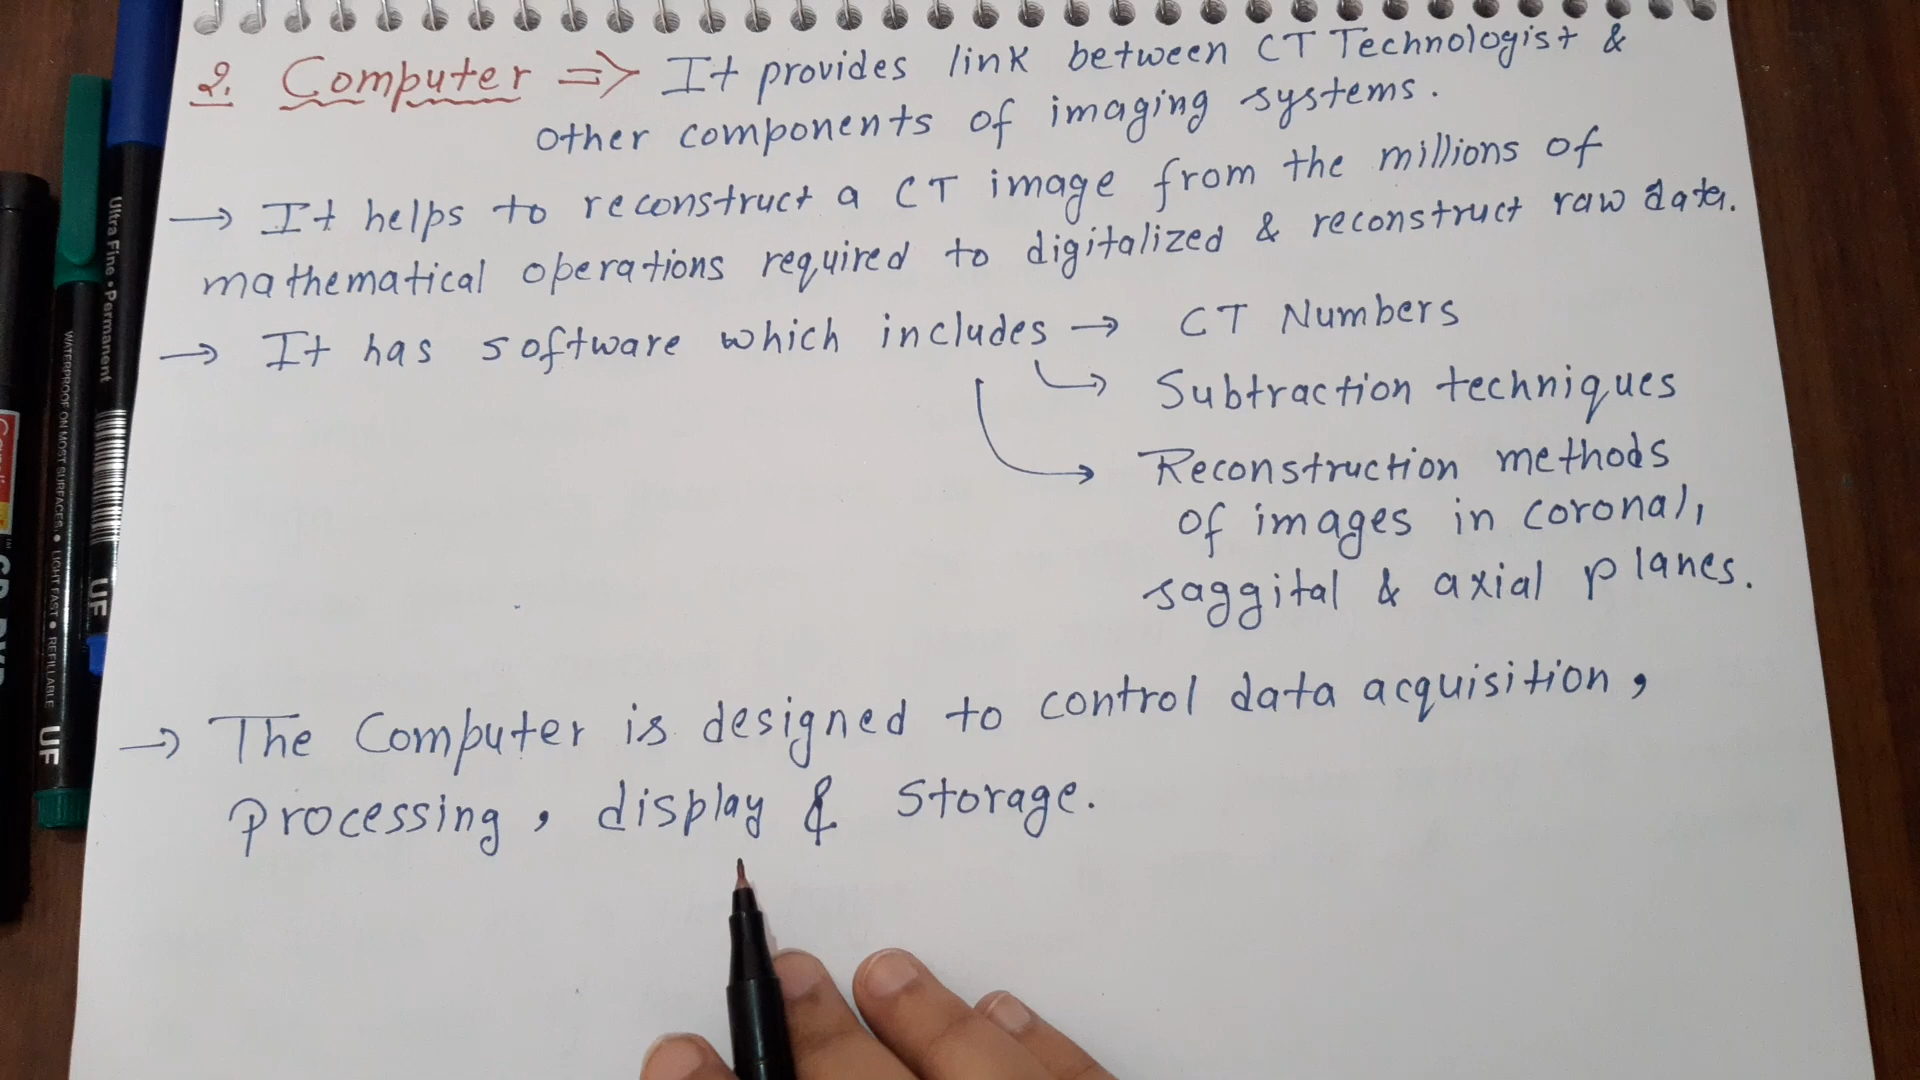 2. Computer => It provides link between CT Technologist &
other components of imaging systems.
→ It helps to reconstruct a CT image from the millions of
mathematical operations required to digitalized & reconstruct raw data.
→ It has software which includes → CT Numbers
→ Subtraction techniques
→ Reconstruction methods
of images in coronal,
saggital & axial planes.
→ The Computer is designed to control data acquisition,
processing, display & storage.
Ultra Fine • Permanent
WATERPROOF ON MOST SURFACES • LIGHT FAST • REFILLABLE
UF
UF